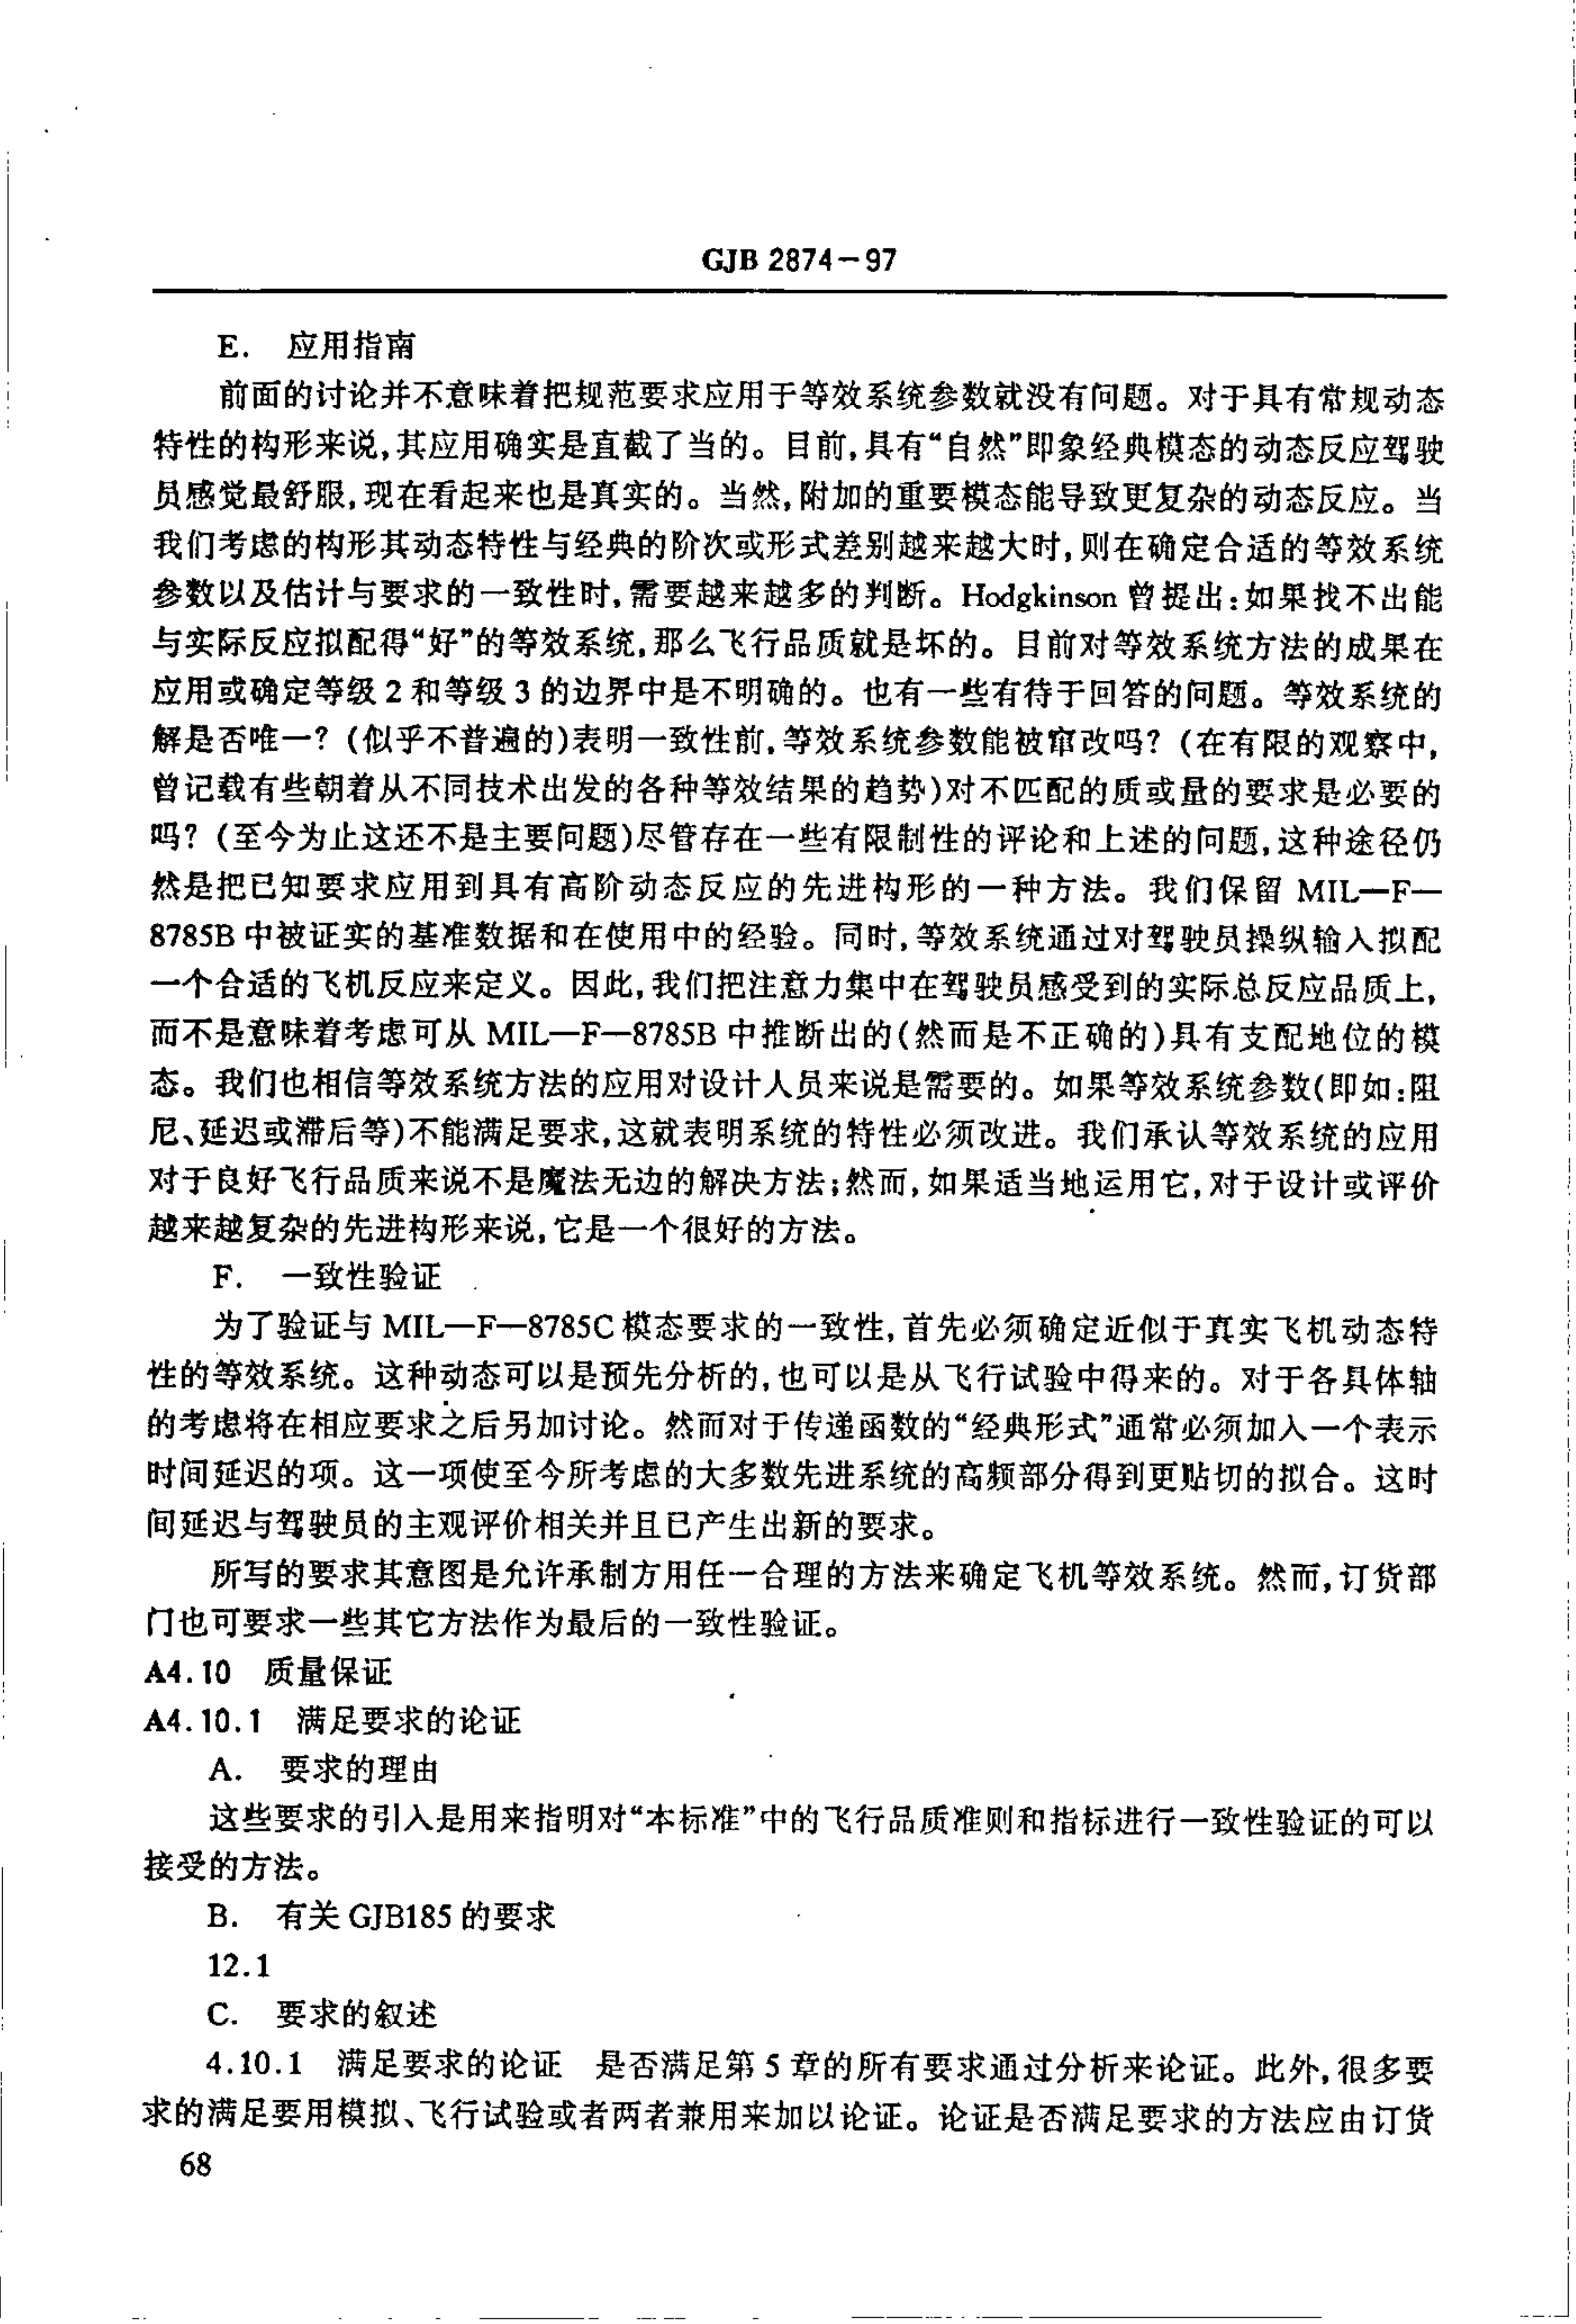 GJB 2874－97
E. 应用指南
前面的讨论并不意味着把规范要求应用于等效系统参数就没有问题。对于具有常规动态
特性的构形来说,其应用确实是直截了当的。目前,具有“自然”即象经典模态的动态反应驾驶
员感觉最舒服,现在看起来也是真实的。当然,附加的重要模态能导致更复杂的动态反应。当
我们考虑的构形其动态特性与经典的阶次或形式差别越来越大时,则在确定合适的等效系统
参数以及估计与要求的一致性时,需要越来越多的判断。Hodgkinson 曾提出:如果找不出能
与实际反应拟配得“好”的等效系统,那么飞行品质就是坏的。目前对等效系统方法的成果在
应用或确定等级 2 和等级 3 的边界中是不明确的。也有一些有待于回答的问题。等效系统的
解是否唯一? (似乎不普遍的)表明一致性前,等效系统参数能被窜改吗? (在有限的观察中,
曾记载有些朝着从不同技术出发的各种等效结果的趋势)对不匹配的质或量的要求是必要的
吗? (至今为止这还不是主要问题)尽管存在一些有限制性的评论和上述的问题,这种途径仍
然是把已知要求应用到具有高阶动态反应的先进构形的一种方法。我们保留 MIL—F—
8785B 中被证实的基准数据和在使用中的经验。同时,等效系统通过对驾驶员操纵输入拟配
一个合适的飞机反应来定义。因此,我们把注意力集中在驾驶员感受到的实际总反应品质上,
而不是意味着考虑可从 MIL—F—8785B 中推断出的(然而是不正确的)具有支配地位的模
态。我们也相信等效系统方法的应用对设计人员来说是需要的。如果等效系统参数(即如:阻
尼、延迟或滞后等)不能满足要求,这就表明系统的特性必须改进。我们承认等效系统的应用
对于良好飞行品质来说不是魔法无边的解决方法;然而,如果适当地运用它,对于设计或评价
越来越复杂的先进构形来说,它是一个很好的方法。
F. 一致性验证
为了验证与 MIL—F—8785C 模态要求的一致性,首先必须确定近似于真实飞机动态特
性的等效系统。这种动态可以是预先分析的,也可以是从飞行试验中得来的。对于各具体轴
的考虑将在相应要求之后另加讨论。然而对于传递函数的“经典形式”通常必须加入一个表示
时间延迟的项。这一项使至今所考虑的大多数先进系统的高频部分得到更贴切的拟合。这时
间延迟与驾驶员的主观评价相关并且已产生出新的要求。
所写的要求其意图是允许承制方用任一合理的方法来确定飞机等效系统。然而,订货部
门也可要求一些其它方法作为最后的一致性验证。
A4.10 质量保证
A4.10.1 满足要求的论证
A. 要求的理由
这些要求的引入是用来指明对“本标准”中的飞行品质准则和指标进行一致性验证的可以
接受的方法。
B. 有关 GJB185 的要求
12.1
C. 要求的叙述
4.10.1 满足要求的论证 是否满足第 5 章的所有要求通过分析来论证。此外,很多要
求的满足要用模拟、飞行试验或者两者兼用来加以论证。论证是否满足要求的方法应由订货
68